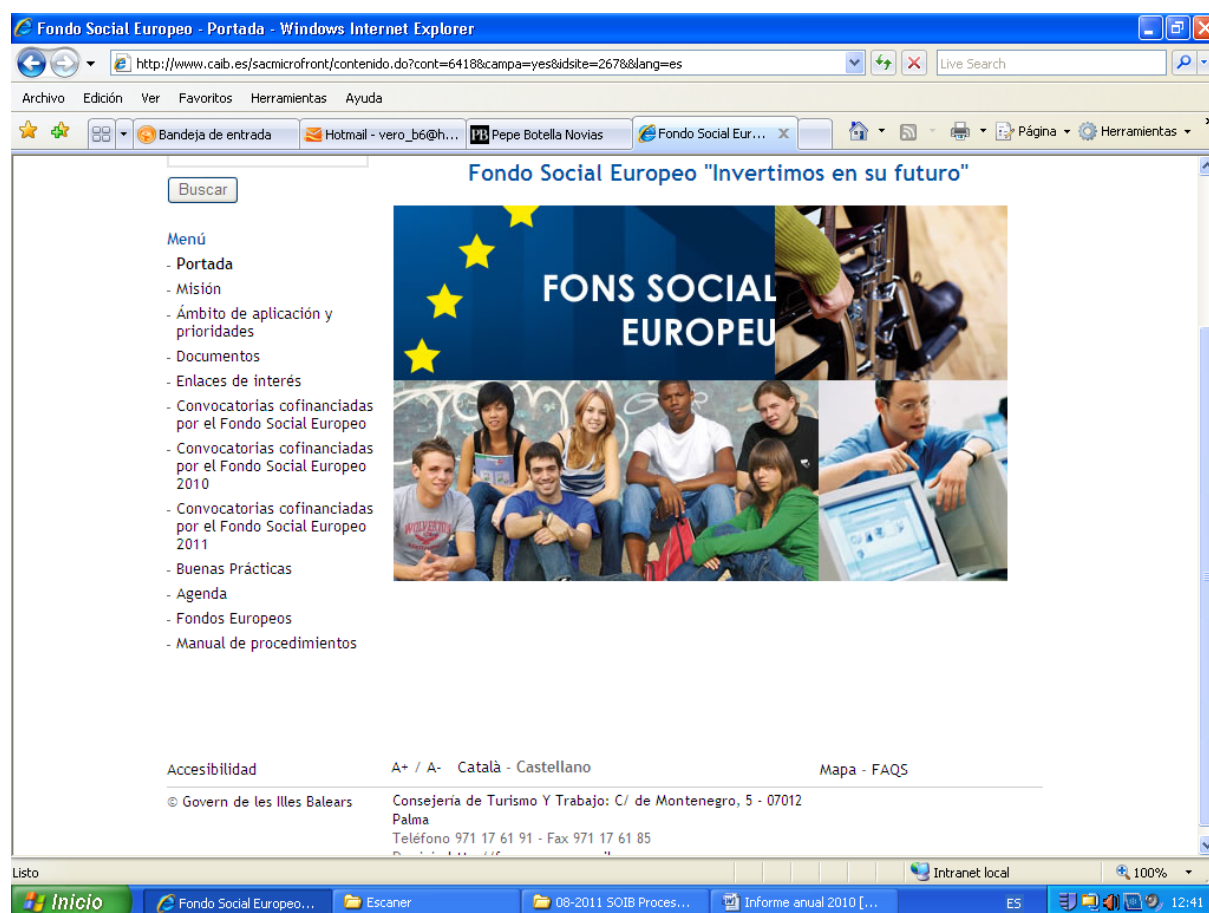 Fondo Social Europeo - Portada - Windows Internet Explorer
http://www.caib.es/sacmicrofront/contenido.do?cont=6418&campa=yes&idsite=267&&lang=es
Live Search
Archivo Edición Ver Favoritos Herramientas Ayuda
Bandeja de entrada
Hotmail - vero_b6@h...
PB Pepe Botella Novias
Fondo Social Eur... X
Página
Herramientas
Buscar
Fondo Social Europeo "Invertimos en su futuro"
Menú
- Portada
- Misión
- Ámbito de aplicación y
prioridades
- Documentos
- Enlaces de interés
- Convocatorias cofinanciadas
por el Fondo Social Europeo
- Convocatorias cofinanciadas
por el Fondo Social Europeo
2010
- Convocatorias cofinanciadas
por el Fondo Social Europeo
2011
- Buenas Prácticas
- Agenda
- Fondos Europeos
- Manual de procedimientos
FONS SOCIAL
EUROPEU
Accesibilidad
A+ / A- Català - Castellano
Mapa - FAQS
© Govern de les Illes Balears
Consejería de Turismo Y Trabajo: C/ de Montenegro, 5 - 07012
Palma
Teléfono 971 17 61 91 - Fax 971 17 61 85
Listo
Intranet local
100%
Inicio
Fondo Social Europeo...
Escaner
08-2011 SOIB Proces...
Informe anual 2010 [...
ES
12:41